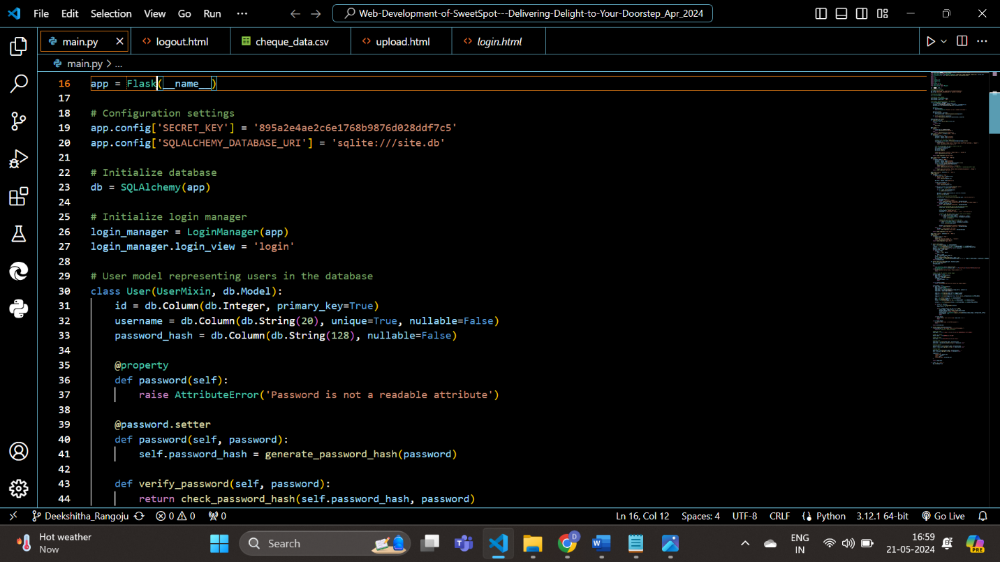 File Edit Selection View Go Run ···
Web-Development-of-SweetSpot---Delivering-Delight-to-Your-Doorstep_Apr_2024
main.py
logout.html
cheque_data.csv
upload.html
login.html
main.py > ...
16 app = Flask(__name__)
17
18 # Configuration settings
19 app.config['SECRET_KEY'] = '895a2e4ae2c6e1768b9876d028ddf7c5'
20 app.config['SQLALCHEMY_DATABASE_URI'] = 'sqlite:///site.db'
21
22 # Initialize database
23 db = SQLAlchemy(app)
24
25 # Initialize login manager
26 login_manager = LoginManager(app)
27 login_manager.login_view = 'login'
28
29 # User model representing users in the database
30 class User(UserMixin, db.Model):
31     id = db.Column(db.Integer, primary_key=True)
32     username = db.Column(db.String(20), unique=True, nullable=False)
33     password_hash = db.Column(db.String(128), nullable=False)
34
35     @property
36     def password(self):
37         raise AttributeError('Password is not a readable attribute')
38
39     @password.setter
40     def password(self, password):
41         self.password_hash = generate_password_hash(password)
42
43     def verify_password(self, password):
44         return check_password_hash(self.password_hash, password)
Deekshitha_Rangoju 0 0 0 Ln 16, Col 12 Spaces: 4 UTF-8 CRLF Python 3.12.1 64-bit Go Live
Hot weather
Now
Search
ENG
IN
16:59
21-05-2024
D
PRE